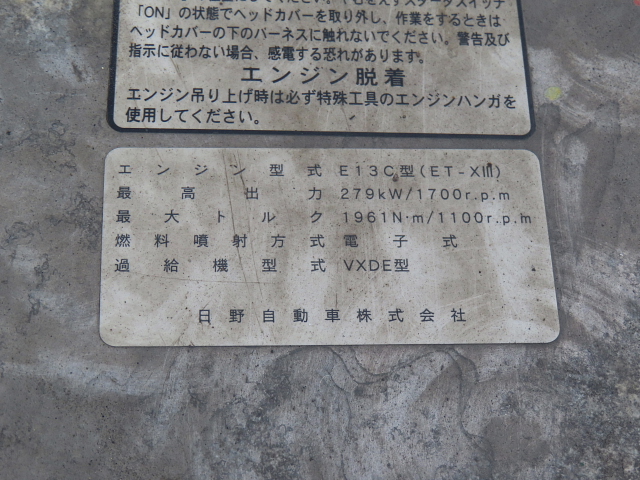 「ON」の状態でヘッドカバーを取り外し、作業をするときは
ヘッドカバーの下のバーネスに触れないでください。警告及び
指示に従わない場合、感電する恐れがあります。
エンジン脱着
エンジン吊り上げ時は必ず特殊工具のエンジンハンガを
使用してください。
エンジン型式 E13C型(ET-XIII)
最高出力 279kW/1700r.p.m
最大トルク 1961N·m/1100r.p.m
燃料噴射方式 電子式
過給機型式 VXDE型
日野自動車株式会社